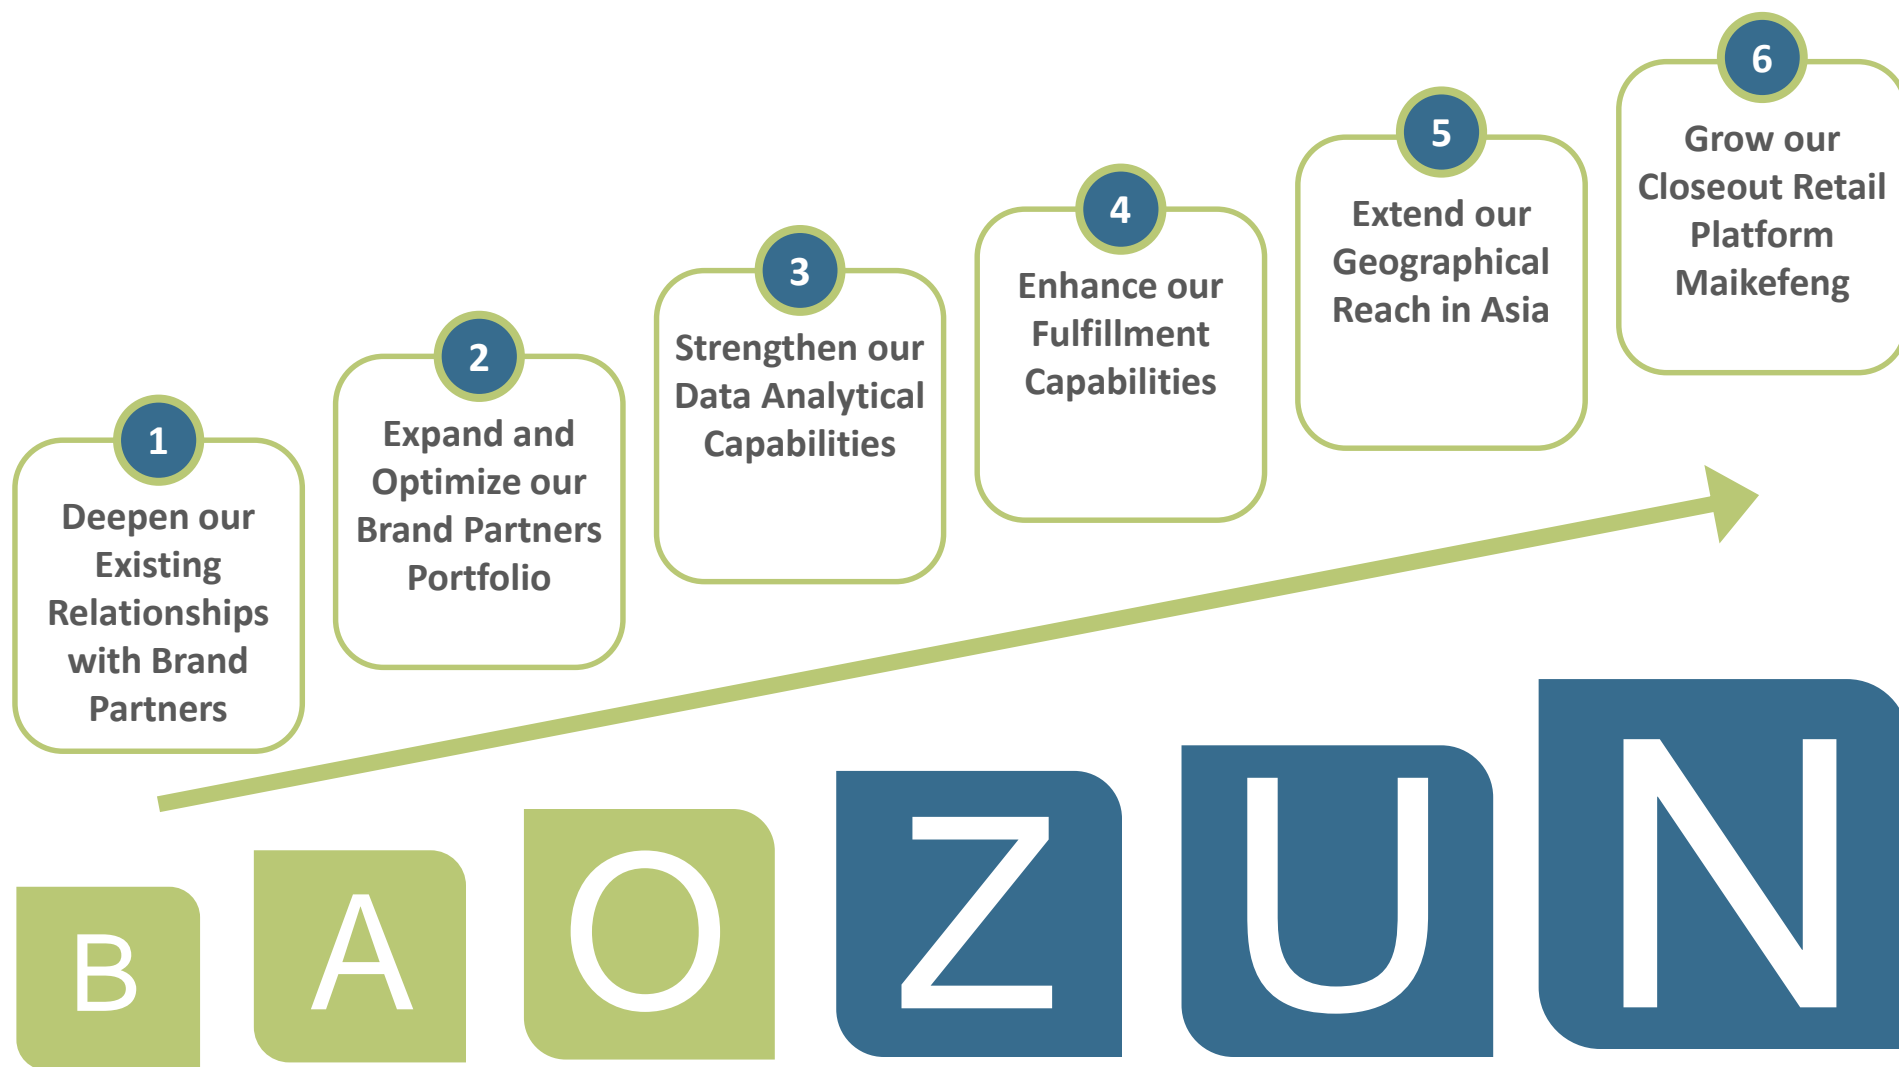 1
Deepen our
Existing
Relationships
with Brand
Partners
2
Expand and
Optimize our
Brand Partners
Portfolio
3
Strengthen our
Data Analytical
Capabilities
4
Enhance our
Fulfillment
Capabilities
5
Extend our
Geographical
Reach in Asia
6
Grow our
Closeout Retail
Platform
Maikefeng
BAOZUN